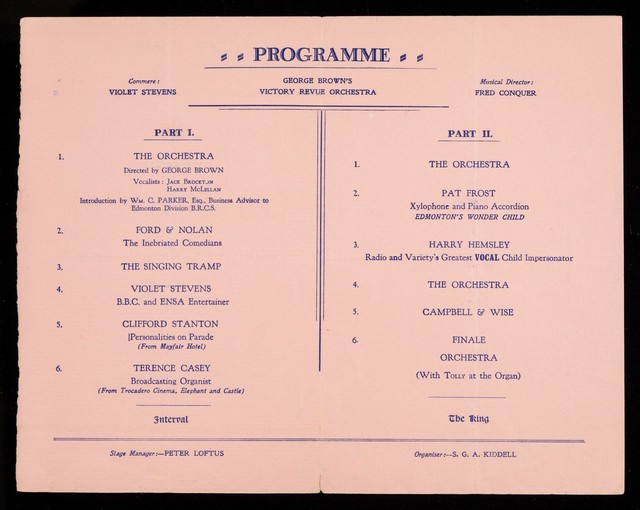 PROGRAMME
Commere:
VIOLET STEVENS
GEORGE BROWN'S
VICTORY REVUE ORCHESTRA
Musical Director:
FRED CONQUER
PART I.
1. THE ORCHESTRA
Directed by GEORGE BROWN
Vocalists: JACK
HARRY MCLELLAN
Introduction by WM. C. PARKER, Esq., Business Advisor to
Edmonton Division B.R.C.S.
2. FORD & NOLAN
The Inebriated Comedians
3. THE SINGING TRAMP
4. VIOLET STEVENS
B.B.C. and ENSA Entertainer
5. CLIFFORD STANTON
Personalities on Parade
(From Mayfair Hotel)
6. TERENCE CASEY
Broadcasting Organist
(From Trocadero Cinema, Elephant and Castle)
Interval
PART II.
1. THE ORCHESTRA
2. PAT FROST
Xylophone and Piano Accordion
EDMONTON'S WONDER CHILD
3. HARRY HEMSLEY
Radio and Variety's Greatest VOCAL Child Impersonator
4. THE ORCHESTRA
5. CAMPBELL & WISE
6. FINALE
ORCHESTRA
(With TOLLY at the Organ)
The King
Stage Manager:—PETER LOFTUS
Organiser:—S. G. A. KIDDELL